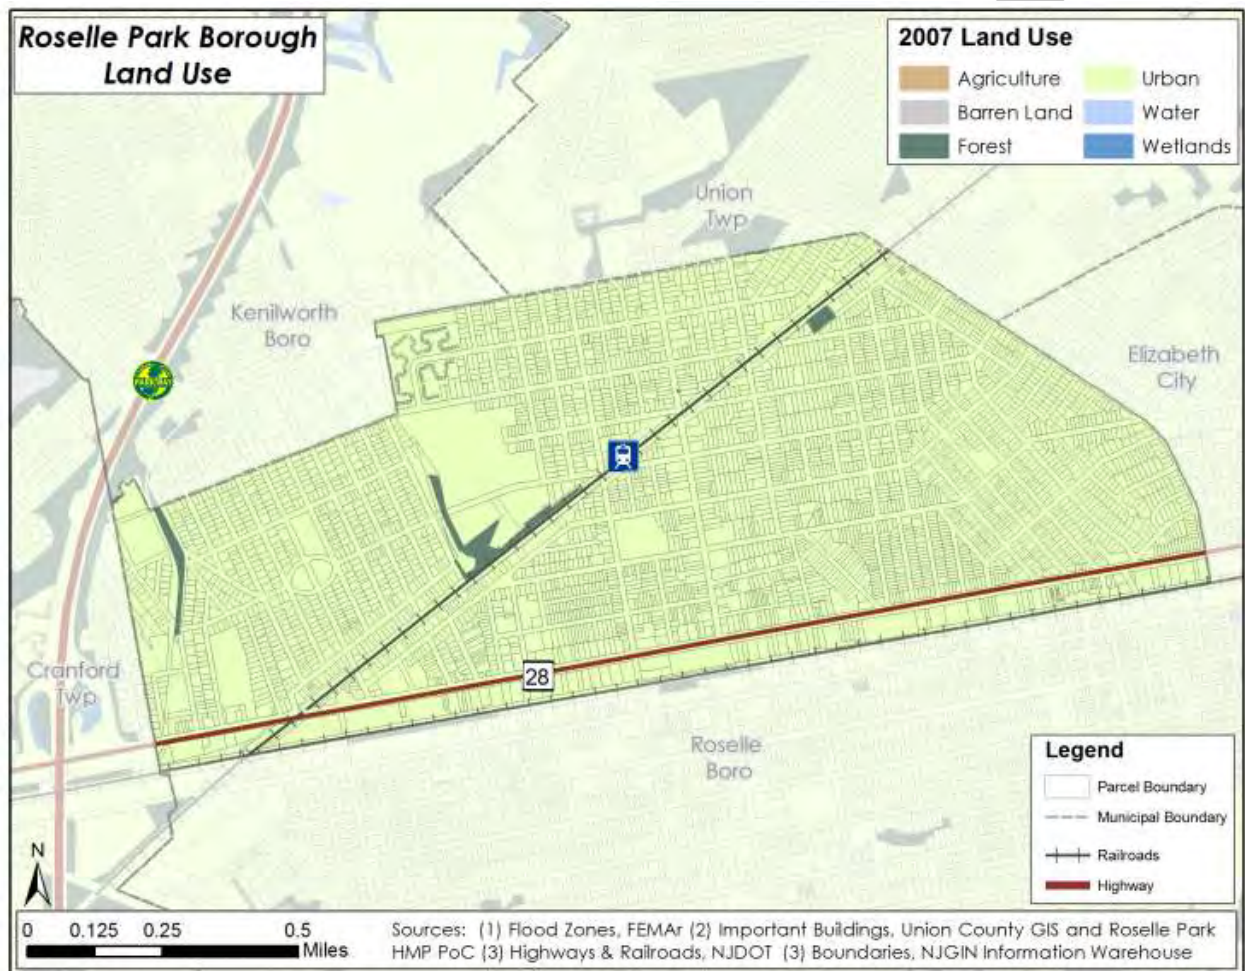 Roselle Park Borough
Land Use
2007 Land Use
Agriculture
Urban
Barren Land
Water
Forest
Wetlands
Union
Twp
Kenilworth
Boro
Elizabeth
City
PARKWAY
Cranford
Twp
28
Roselle
Boro
Legend
Parcel Boundary
Municipal Boundary
Railroads
Highway
N
0 0.125 0.25 0.5
Miles
Sources: (1) Flood Zones, FEMAr (2) Important Buildings, Union County GIS and Roselle Park
HMP PoC (3) Highways & Railroads, NJDOT (3) Boundaries, NJGIN Information Warehouse